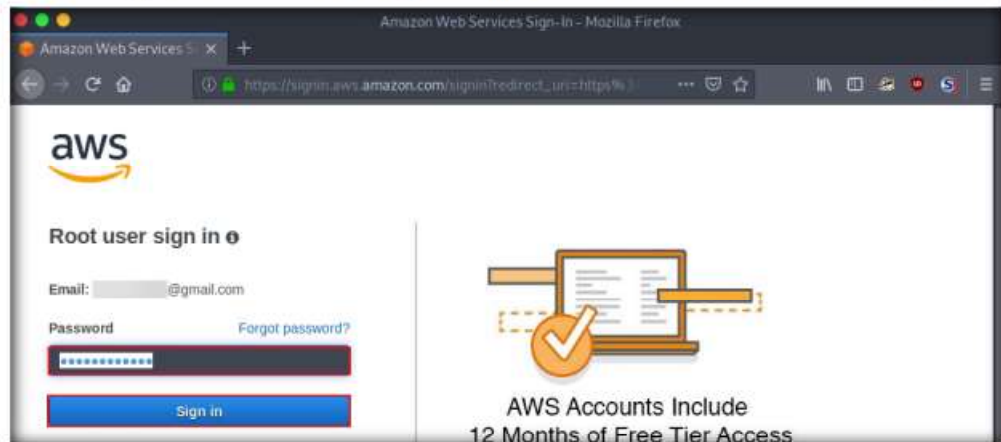 Amazon Web Services Sign-In - Mozilla Firefox
Amazon Web Services S
https://signin.aws.amazon.com/signin?redirect_uri=https%
aws
Root user sign in
Email: @gmail.com
Password Forgot password?
Sign in
AWS Accounts Include
12 Months of Free Tier Access